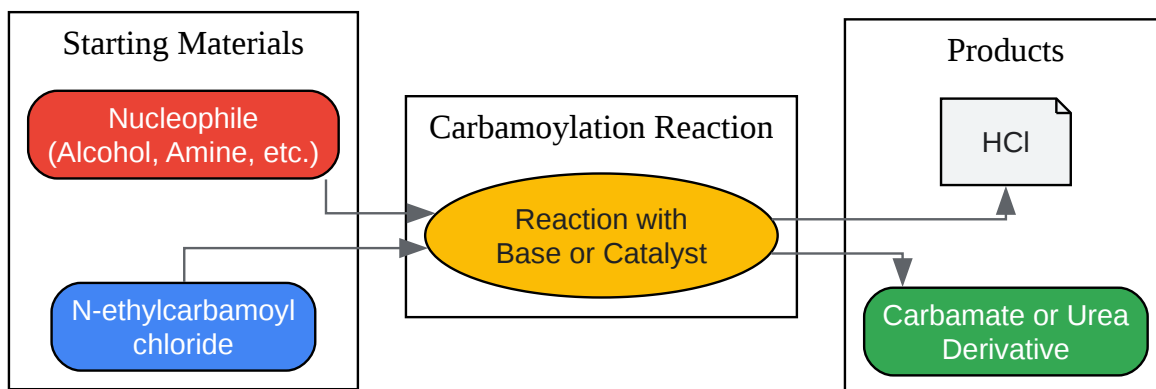 Starting Materials
Nucleophile
(Alcohol, Amine, etc.)
N-ethylcarbamoyl
chloride
Carbamoylation Reaction
Reaction with
Base or Catalyst
Products
HCl
Carbamate or Urea
Derivative